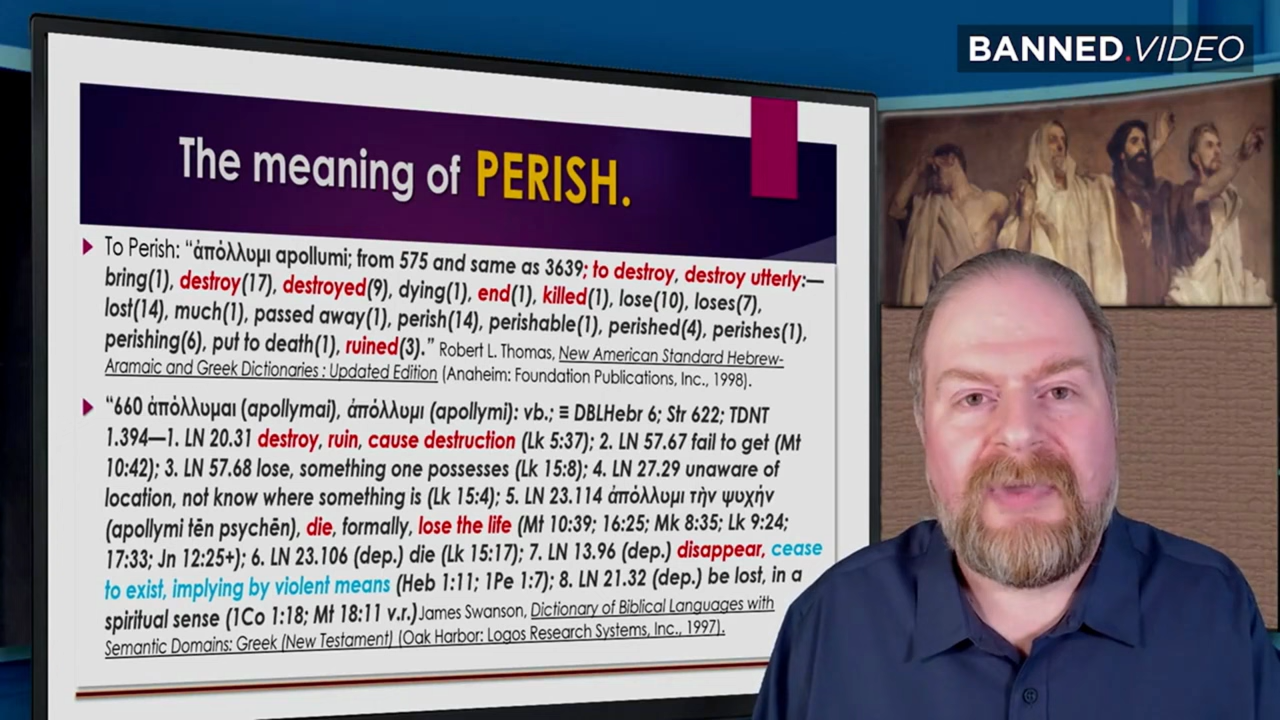 BANNED.VIDEO
The meaning of PERISH.
To Perish: “ἀπόλλυμι apollumi; from 575 and same as 3639; to destroy, destroy utterly:—
bring(1), destroy(17), destroyed(9), dying(1), end(1), killed(1), lose(10), loses(7),
lost(14), much(1), passed away(1), perish(14), perishable(1), perished(4), perishes(1),
perishing(6), put to death(1), ruined(3).” Robert L. Thomas, New American Standard Hebrew-
Aramaic and Greek Dictionaries : Updated Edition (Anaheim: Foundation Publications, Inc., 1998).
“660 ἀπόλλυμαι (apollymai), ἀπόλλυμι (apollymi): vb.; ≡ DBLHebr 6; Str 622; TDNT
1.394—1. LN 20.31 destroy, ruin, cause destruction (Lk 5:37); 2. LN 57.67 fail to get (Mt
10:42); 3. LN 57.68 lose, something one possesses (Lk 15:8); 4. LN 27.29 unaware of
location, not know where something is (Lk 15:4); 5. LN 23.114 ἀπόλλυμι τὴν ψυχήν
(apollymi tēn psychēn), die, formally, lose the life (Mt 10:39; 16:25; Mk 8:35; Lk 9:24;
17:33; Jn 12:25+); 6. LN 23.106 (dep.) die (Lk 15:17); 7. LN 13.96 (dep.) disappear, cease
to exist, implying by violent means (Heb 1:11; 1Pe 1:7); 8. LN 21.32 (dep.) be lost, in a
spiritual sense (1Co 1:18; Mt 18:11 v.r.)James Swanson, Dictionary of Biblical Languages with
Semantic Domains: Greek (New Testament) (Oak Harbor: Logos Research Systems, Inc., 1997).